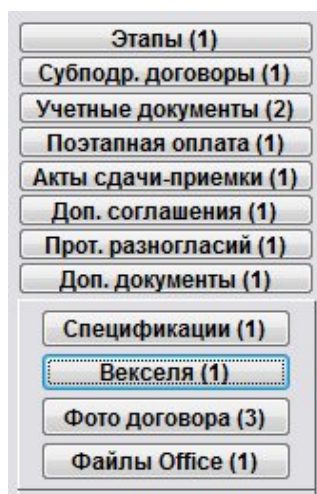 Этапы (1)
Субподр. договоры (1)
Учетные документы (2)
Поэтапная оплата (1)
Акты сдачи-приемки (1)
Доп. соглашения (1)
Прот. разногласий (1)
Доп. документы (1)
Спецификации (1)
Векселя (1)
Фото договора (3)
Файлы Office (1)